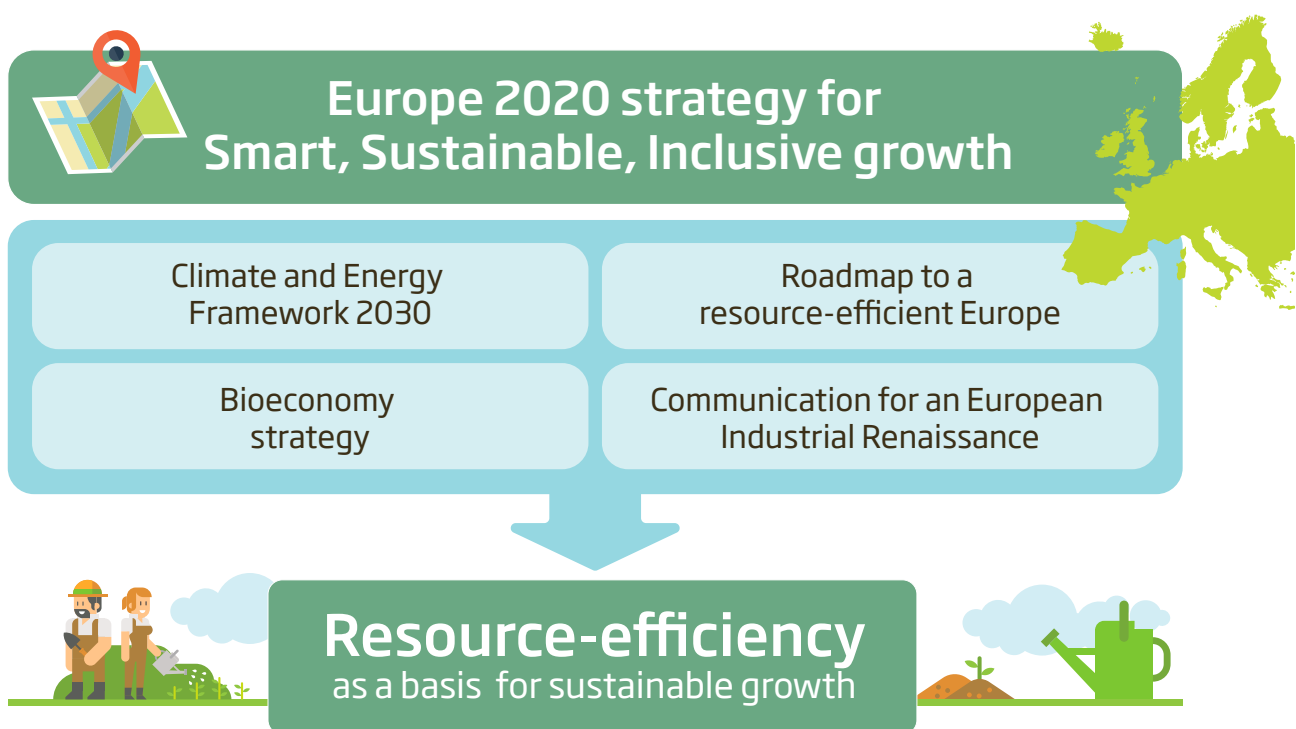 Europe 2020 strategy for
Smart, Sustainable, Inclusive growth
Climate and Energy
Framework 2030
Roadmap to a
resource-efficient Europe
Bioeconomy
strategy
Communication for an European
Industrial Renaissance
Resource-efficiency
as a basis for sustainable growth